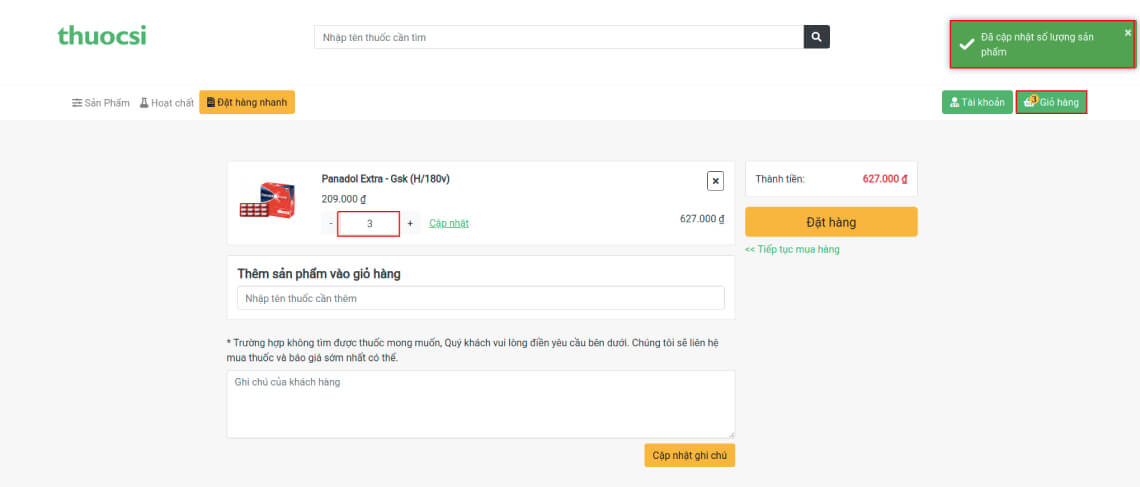 thuocsi
Nhập tên thuốc cần tìm
Đã cập nhật số lượng sản
phẩm
×
Sản Phẩm
Hoạt chất
Đặt hàng nhanh
Tài khoản
3
Giỏ hàng
Panadol Extra - Gsk (H/180v)
209.000 ₫
- 3 + Cập nhật
627.000 ₫
Thành tiền: 627.000 ₫
Đặt hàng
<< Tiếp tục mua hàng
Thêm sản phẩm vào giỏ hàng
Nhập tên thuốc cần thêm
* Trường hợp không tìm được thuốc mong muốn, Quý khách vui lòng điền yêu cầu bên dưới. Chúng tôi sẽ liên hệ
mua thuốc và báo giá sớm nhất có thể.
Ghi chú của khách hàng
Cập nhật ghi chú